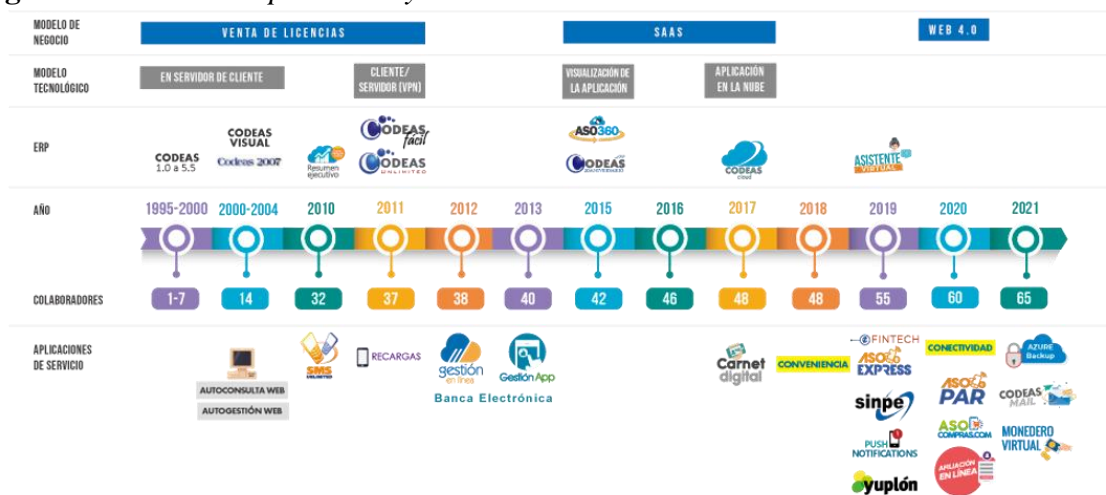 MODELO DE
NEGOCIO
VENTA DE LICENCIAS
SAAS
WEB 4.0
MODELO
TECNOLÓGICO
EN SERVIDOR DE CLIENTE
CLIENTE/
SERVIDOR (VPN)
VISUALIZACIÓN DE
LA APLICACIÓN
APLICACIÓN
EN LA NUBE
ERP
CODEAS
1.0 a 5.5
CODEAS
VISUAL
Codeas 2007
Resumen
ejecutivo
CODEAS
fácil
CODEAS
UNLIMITED
ASO360
CODEAS
CODEAS
cloud
ASISTENTE
VIRTUAL
AÑO
1995-2000 2000-2004 2010 2011 2012 2013 2015 2016 2017 2018 2019 2020 2021
COLABORADORES
1-7 14 32 37 38 40 42 46 48 48 55 60 65
APLICACIONES
DE SERVICIO
AUTOCONSULTA WEB
AUTOGESTIÓN WEB
SMS
UNLIMITED
RECARGAS
gestión
en línea
Banca Electrónica
Gestión App
Carnet
digital
CONVENIENCIA
FINTECH
ASO
EXPRESS
sinpe
PUSH
NOTIFICATIONS
yuplón
CONECTIVIDAD
ASO
PAR
ASO
COMPRAS.COM
AFILIACIÓN
EN LÍNEA
AZURE
Backup
CODEAS
MAIL
MONEDERO
VIRTUAL